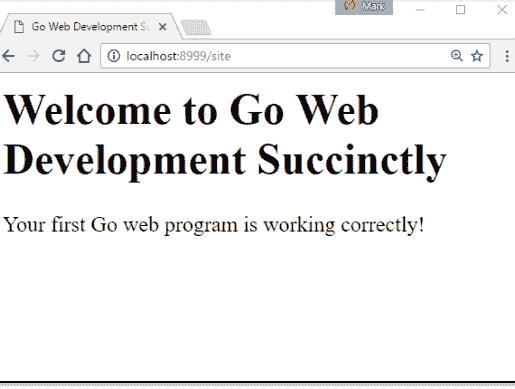 Mark
Go Web Development Su
localhost:8999/site
Welcome to Go Web
Development Succinctly
Your first Go web program is working correctly!